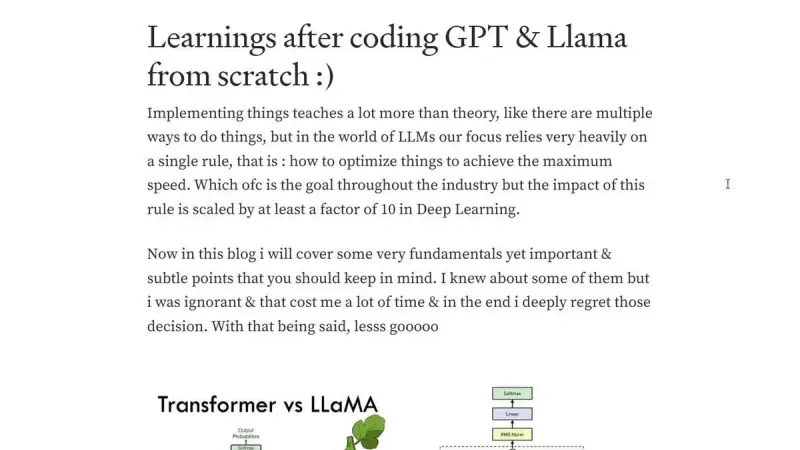 Learnings after coding GPT & Llama
from scratch :)
Implementing things teaches a lot more than theory, like there are multiple
ways to do things, but in the world of LLMs our focus relies very heavily on
a single rule, that is : how to optimize things to achieve the maximum
speed. Which ofc is the goal throughout the industry but the impact of this
rule is scaled by at least a factor of 10 in Deep Learning.
Now in this blog i will cover some very fundamentals yet important &
subtle points that you should keep in mind. I knew about some of them but
i was ignorant & that cost me a lot of time & in the end i deeply regret those
decision. With that being said, lesss gooooo
Transformer vs LLaMA
Output
Probabilities
Softmax
Softmax
Linear
RMS Norm